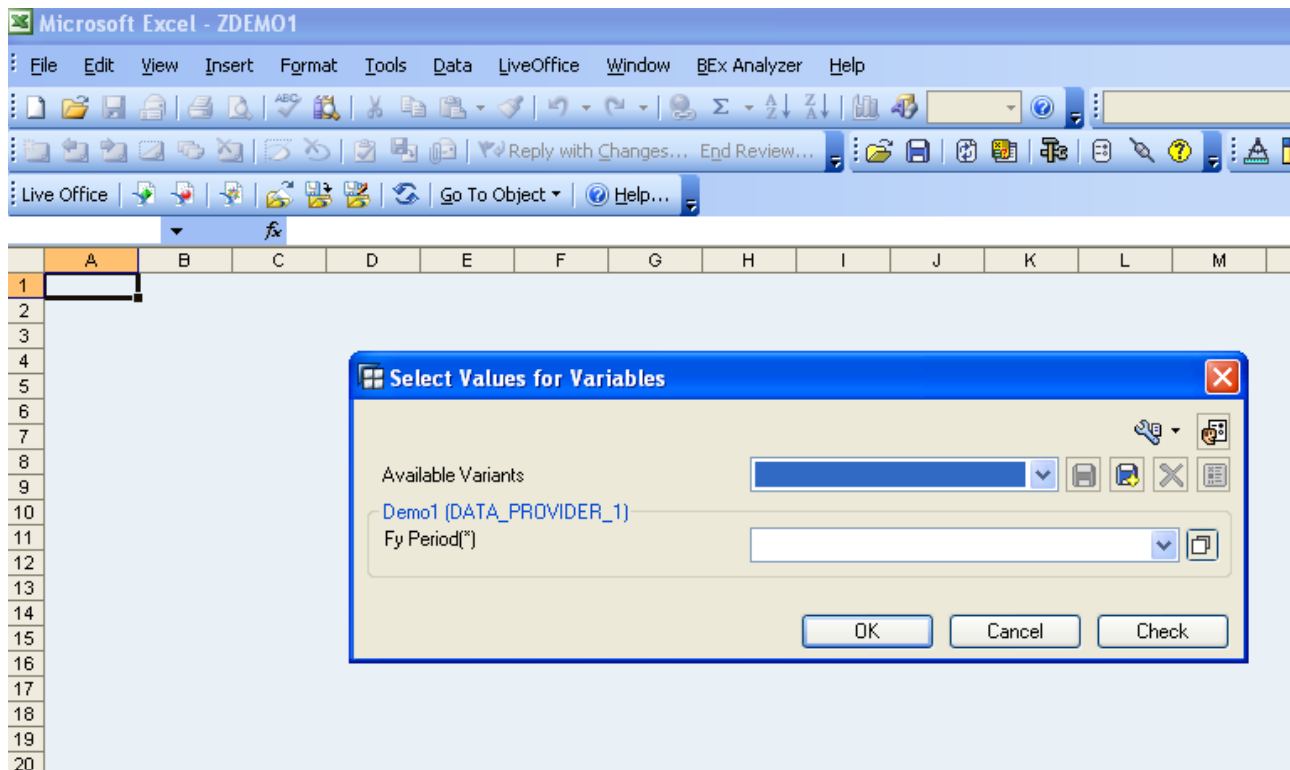 Microsoft Excel - ZDEMO1
File Edit View Insert Format Tools Data LiveOffice Window BEx Analyzer Help
ABC Σ A Z Z A
Reply with Changes... End Review...
Live Office Go To Object Help...
fx
A B C D E F G H I J K L M
1
2
3
4
Select Values for Variables
5
6
7
8
Available Variants
9
10
Demo1 (DATA_PROVIDER_1)
11
Fy Period(*)
12
13
14
OK Cancel Check
15
16
17
18
19
20